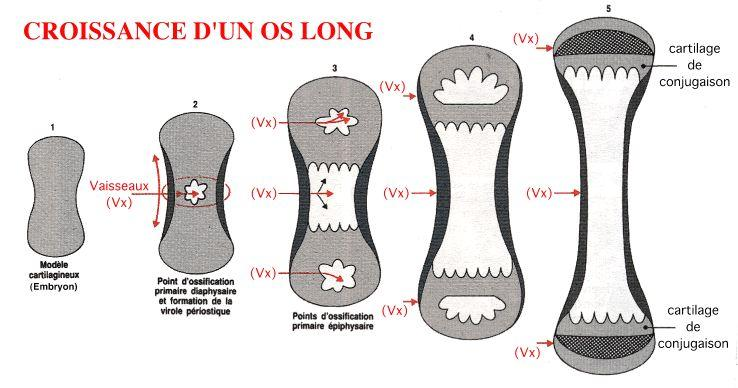 CROISSANCE D'UN OS LONG
1
Modèle
cartilagineux
(Embryon)
2
Vaisseaux
(Vx)
Point d'ossification
primaire diaphysaire
et formation de la
virole périostique
3
(Vx)
(Vx)
(Vx)
Points d'ossification
primaire épiphysaire
4
(Vx)
(Vx)
(Vx)
5
(Vx)
(Vx)
(Vx)
cartilage
de
conjugaison
cartilage
de
conjugaison